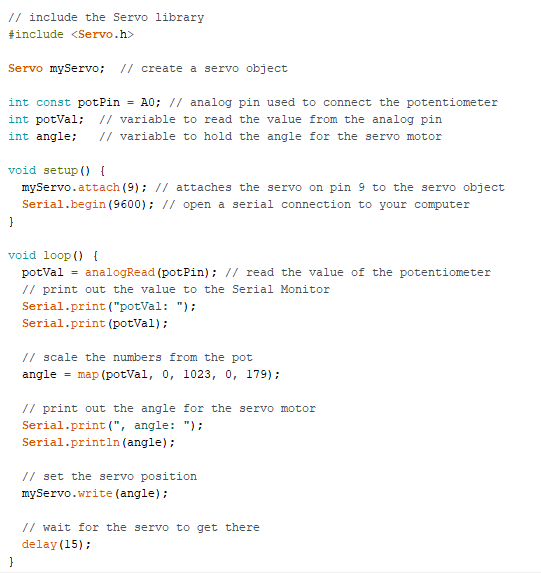 // include the Servo library
#include <Servo.h>

Servo myServo;  // create a servo object

int const potPin = A0; // analog pin used to connect the potentiometer
int potVal;  // variable to read the value from the analog pin
int angle;   // variable to hold the angle for the servo motor

void setup() {
  myServo.attach(9); // attaches the servo on pin 9 to the servo object
  Serial.begin(9600); // open a serial connection to your computer
}

void loop() {
  potVal = analogRead(potPin); // read the value of the potentiometer
  // print out the value to the Serial Monitor
  Serial.print("potVal: ");
  Serial.print(potVal);

  // scale the numbers from the pot
  angle = map(potVal, 0, 1023, 0, 179);

  // print out the angle for the servo motor
  Serial.print(", angle: ");
  Serial.println(angle);

  // set the servo position
  myServo.write(angle);

  // wait for the servo to get there
  delay(15);
}